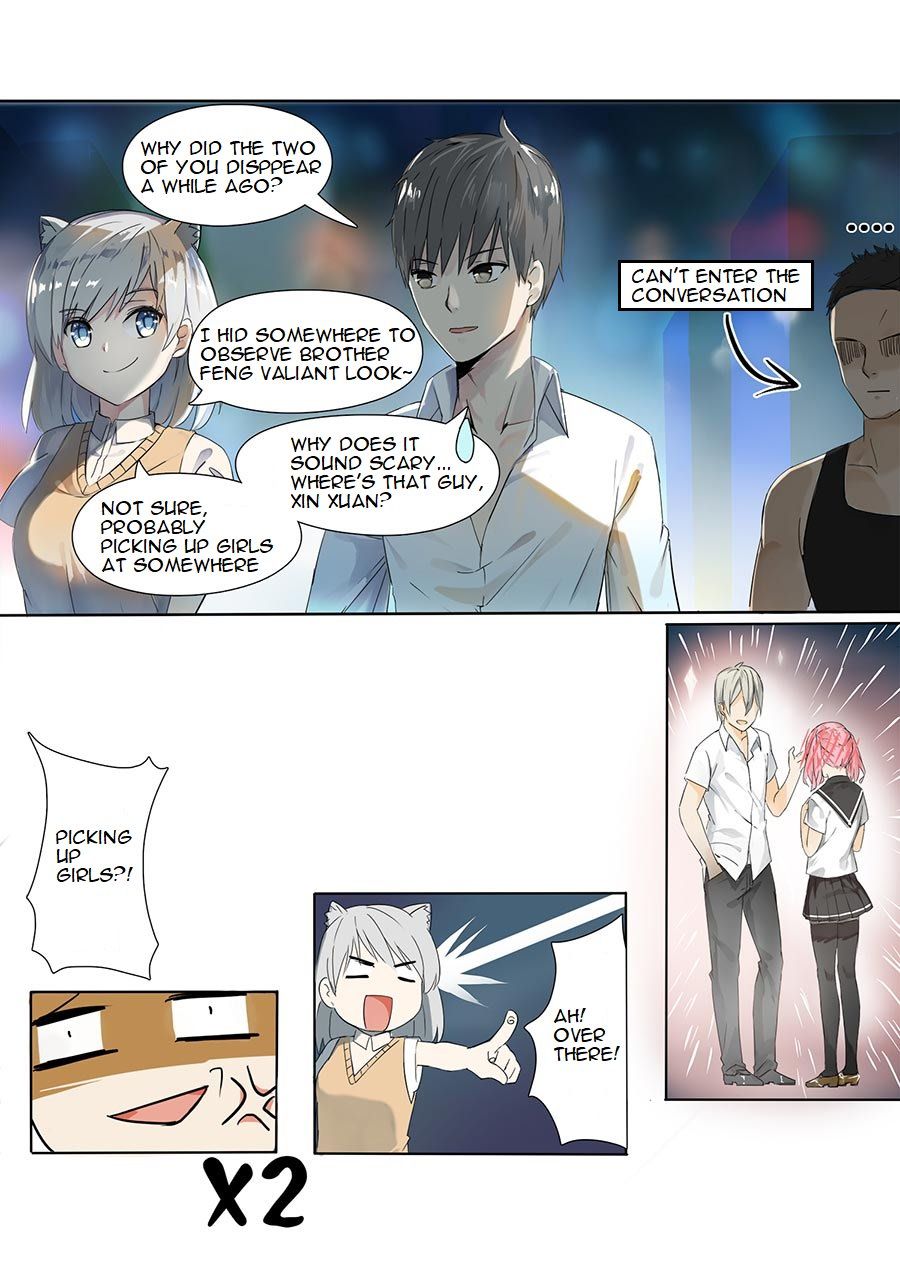 WHY DID THE TWO
OF YOU DISPPEAR
A WHILE AGO?
I HID SOMEWHERE TO
OBSERVE BROTHER
FENG VALIANT LOOK~
WHY DOES IT
SOUND SCARY...
WHERE'S THAT GUY,
XIN XUAN?
NOT SURE,
PROBABLY
PICKING UP GIRLS
AT SOMEWHERE
CAN'T ENTER THE
CONVERSATION
PICKING
UP
GIRLS?!
X2
AH!
OVER
THERE!